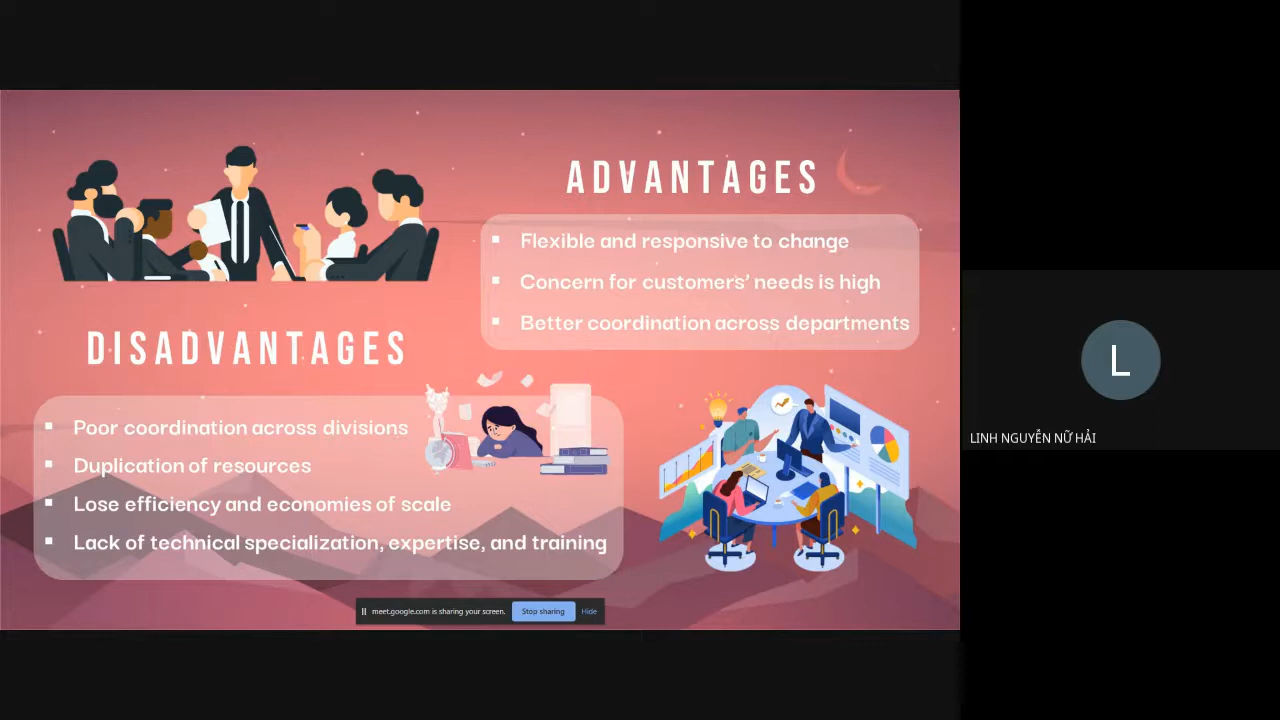 ADVANTAGES
▪ Flexible and responsive to change
▪ Concern for customers' needs is high
▪ Better coordination across departments
DISADVANTAGES
▪ Poor coordination across divisions
▪ Duplication of resources
▪ Lose efficiency and economies of scale
▪ Lack of technical specialization, expertise, and training
meet.google.com is sharing your screen. Stop sharing Hide
L
LINH NGUYỄN NỮ HẢI